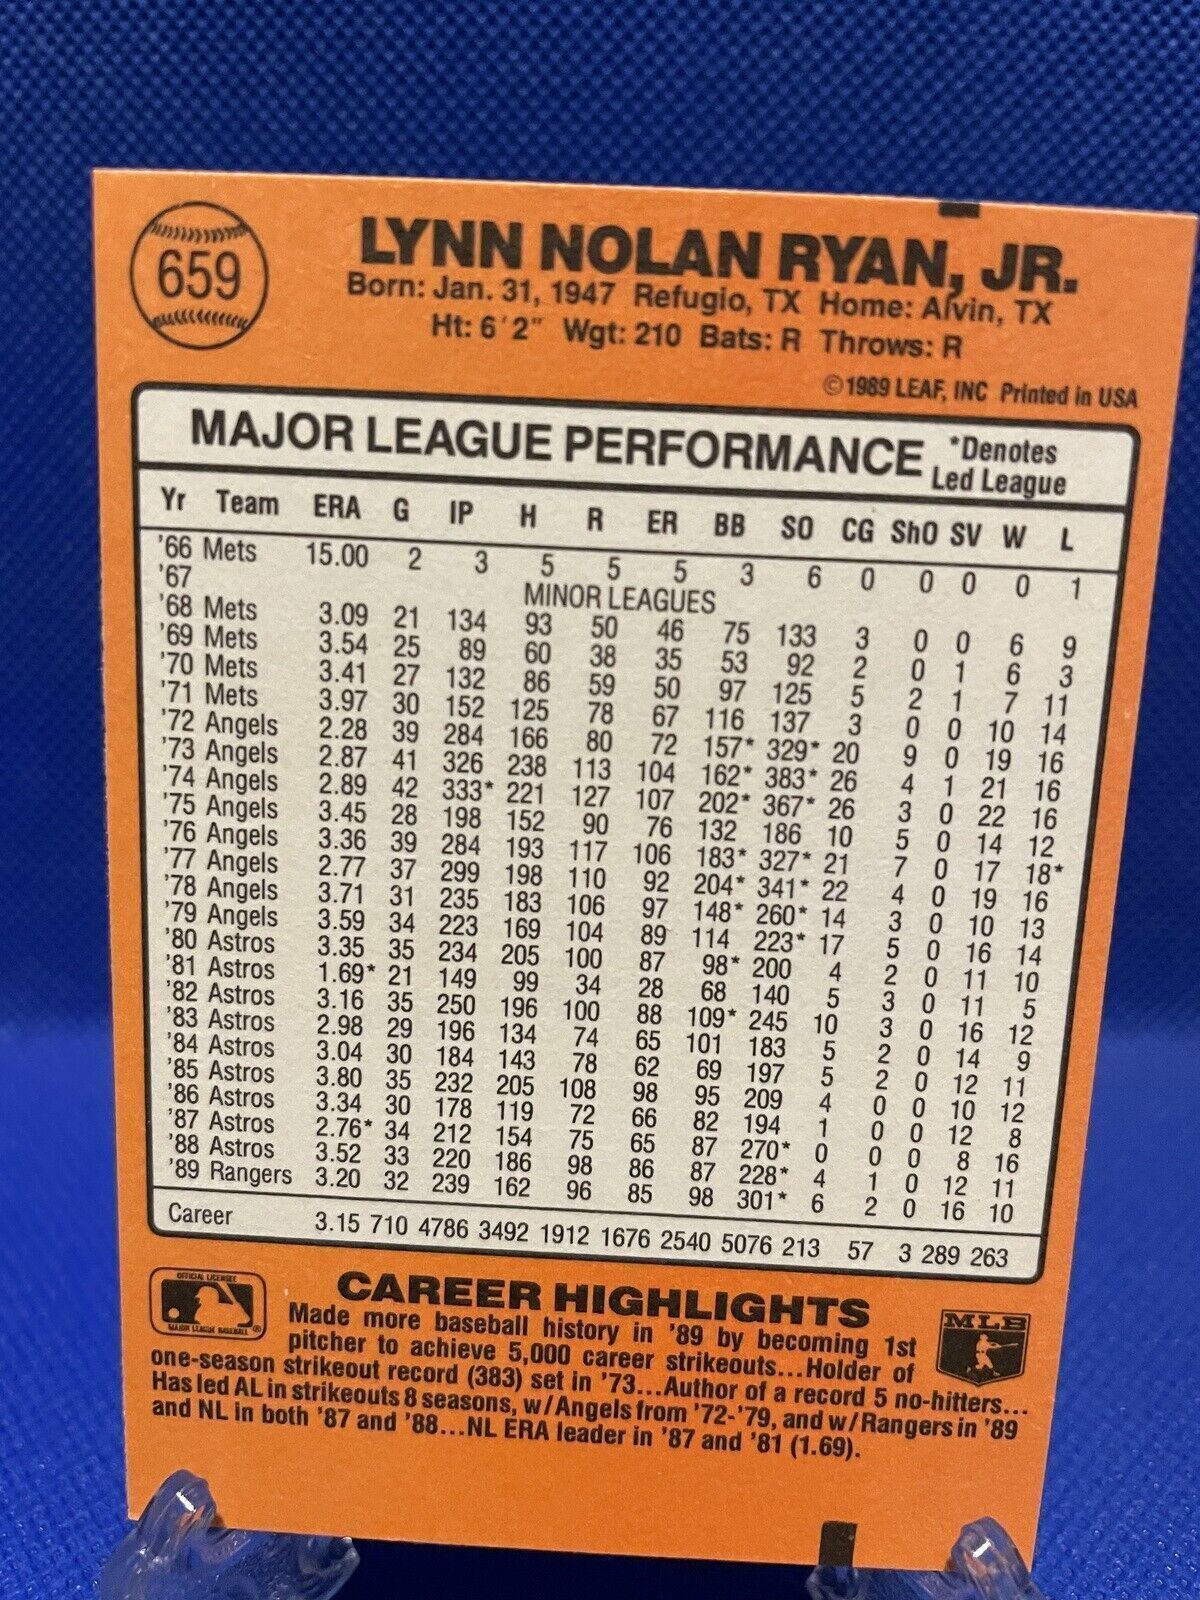 659
LYNN NOLAN RYAN, JR.
Born: Jan. 31, 1947 Refugio, TX Home: Alvin, TX
Ht: 6'2" Wgt: 210 Bats: R Throws: R
©1989 LEAF, INC Printed in USA
MAJOR LEAGUE PERFORMANCE *Denotes
Led League
Yr Team ERA G IP H R ER BB SO CG ShO SV W L
'66 Mets 15.00 2 3 5 5 5 3 6 0 0 0 0 1
'67 MINOR LEAGUES
'68 Mets 3.09 21 134 93 50 46 75 133 3 0 0 6 9
'69 Mets 3.54 25 89 60 38 35 53 92 2 0 1 6 3
'70 Mets 3.41 27 132 86 59 50 97 125 5 2 1 7 11
'71 Mets 3.97 30 152 125 78 67 116 137 3 0 0 10 14
'72 Angels 2.28 39 284 166 80 72 157* 329* 20 9 0 19 16
'73 Angels 2.87 41 326 238 113 104 162* 383* 26 4 1 21 16
'74 Angels 2.89 42 333* 221 127 107 202* 367* 26 3 0 22 16
'75 Angels 3.45 28 198 152 90 76 132 186 10 5 0 14 12
'76 Angels 3.36 39 284 193 117 106 183* 327* 21 7 0 17 18*
'77 Angels 2.77 37 299 198 110 92 204* 341* 22 4 0 19 16
'78 Angels 3.71 31 235 183 106 97 148* 260* 14 3 0 10 13
'79 Angels 3.59 34 223 169 104 89 114 223* 17 5 0 16 14
'80 Astros 3.35 35 234 205 100 87 98* 200 4 2 0 11 10
'81 Astros 1.69* 21 149 99 34 28 68 140 5 3 0 11 5
'82 Astros 3.16 35 250 196 100 88 109* 245 10 3 0 16 12
'83 Astros 2.98 29 196 134 74 65 101 183 5 2 0 14 9
'84 Astros 3.04 30 184 143 78 62 69 197 5 2 0 12 11
'85 Astros 3.80 35 232 205 108 98 95 209 4 0 0 10 12
'86 Astros 3.34 30 178 119 72 66 82 194 1 0 0 12 8
'87 Astros 2.76* 34 212 154 75 65 87 270* 0 0 0 8 16
'88 Astros 3.52 33 220 186 98 86 87 228* 4 1 0 12 11
'89 Rangers 3.20 32 239 162 96 85 98 301* 6 2 0 16 10
Career 3.15 710 4786 3492 1912 1676 2540 5076 213 57 3 289 263
OFFICIAL LICENSEE
MAJOR LEAGUE BASEBALL ®
MLB
CAREER HIGHLIGHTS
Made more baseball history in '89 by becoming 1st
pitcher to achieve 5,000 career strikeouts...Holder of
one-season strikeout record (383) set in '73...Author of a record 5 no-hitters...
Has led AL in strikeouts 8 seasons, w/Angels from '72-'79, and w/Rangers in '89
and NL in both '87 and '88...NL ERA leader in '87 and '81 (1.69).